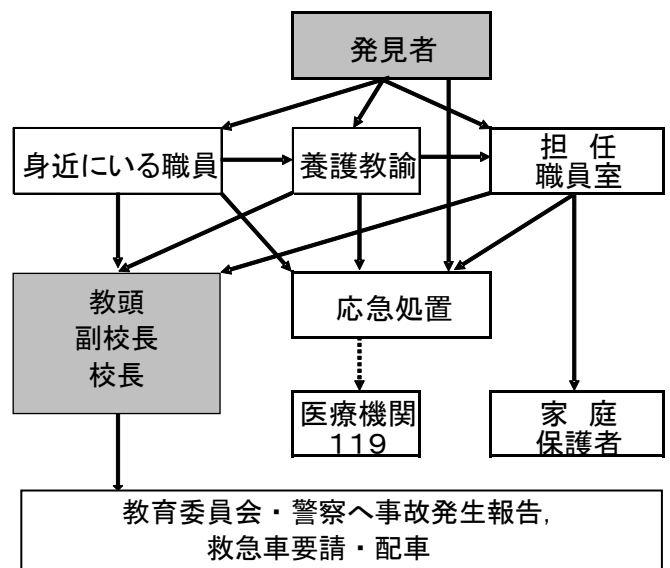 発見者
身近にいる職員
養護教諭
担 任
職員室
教頭
副校長
校長
応急処置
医療機関
119
家 庭
保護者
教育委員会・警察へ事故発生報告,
救急車要請・配車